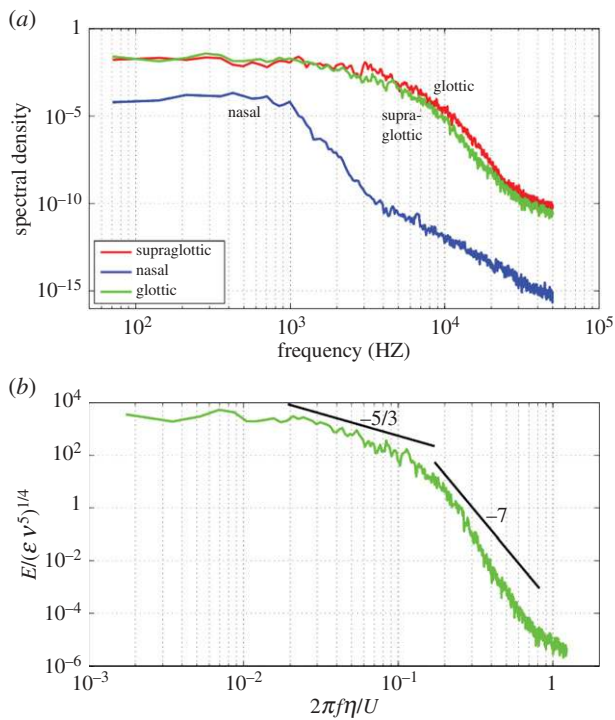 (a)
1
10^-5
10^-10
10^-15
spectral density
nasal
glottic
supra-
glottic
supraglottic
nasal
glottic
10^2
10^3
10^4
10^5
frequency (HZ)
(b)
10^4
10^2
1
10^-2
10^-4
10^-6
E/(ε ν^5)^1/4
−5/3
−7
10^-3
10^-2
10^-1
1
2πfη/U